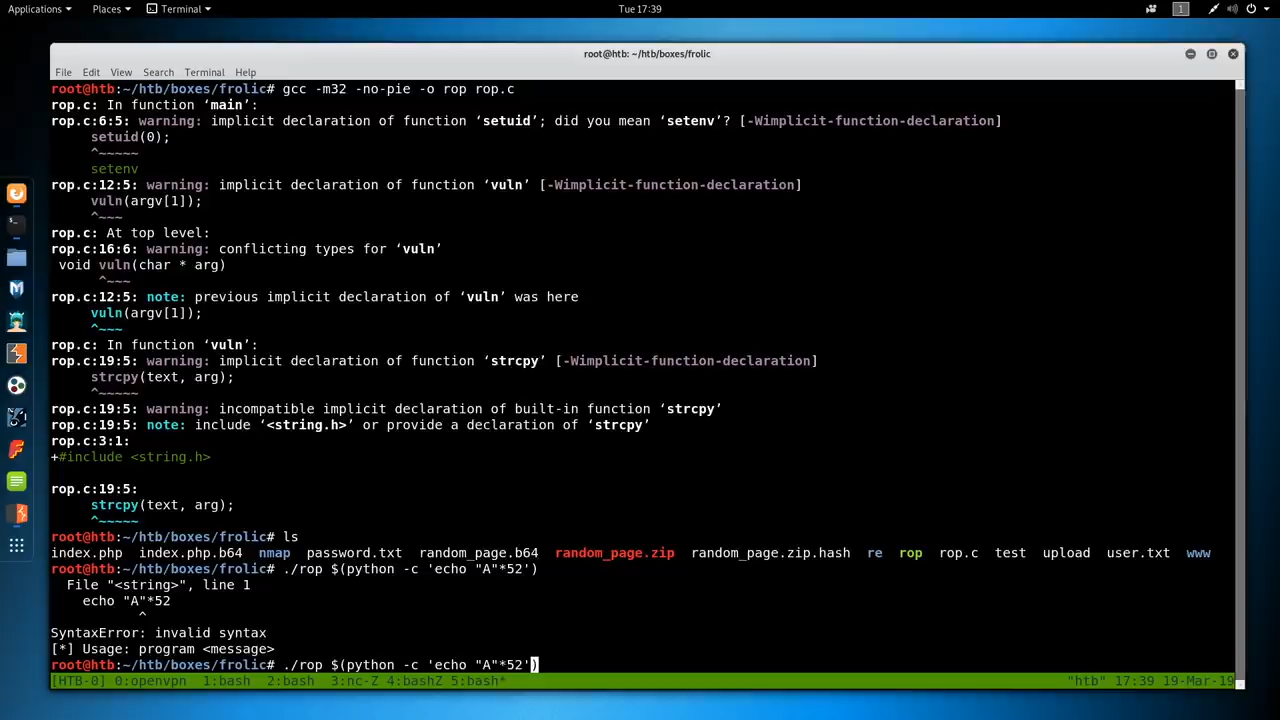 Applications Places Terminal Tue 17:39 1
root@htb: ~/htb/boxes/frolic
File Edit View Search Terminal Help
root@htb:~/htb/boxes/frolic# gcc -m32 -no-pie -o rop rop.c
rop.c: In function ‘main’:
rop.c:6:5: warning: implicit declaration of function ‘setuid’; did you mean ‘setenv’? [-Wimplicit-function-declaration]
     setuid(0);
     ^~~~~~
     setenv
rop.c:12:5: warning: implicit declaration of function ‘vuln’ [-Wimplicit-function-declaration]
     vuln(argv[1]);
     ^~~~
rop.c: At top level:
rop.c:16:6: warning: conflicting types for ‘vuln’
 void vuln(char * arg)
      ^~~~
rop.c:12:5: note: previous implicit declaration of ‘vuln’ was here
     vuln(argv[1]);
     ^~~~
rop.c: In function ‘vuln’:
rop.c:19:5: warning: implicit declaration of function ‘strcpy’ [-Wimplicit-function-declaration]
     strcpy(text, arg);
     ^~~~~~
rop.c:19:5: warning: incompatible implicit declaration of built-in function ‘strcpy’
rop.c:19:5: note: include ‘<string.h>’ or provide a declaration of ‘strcpy’
rop.c:3:1:
+#include <string.h>
rop.c:19:5:
     strcpy(text, arg);
     ^~~~~~
root@htb:~/htb/boxes/frolic# ls
index.php index.php.b64 nmap password.txt random_page.b64 random_page.zip random_page.zip.hash re rop rop.c test upload user.txt www
root@htb:~/htb/boxes/frolic# ./rop $(python -c 'echo "A"*52')
  File "<string>", line 1
    echo "A"*52
           ^
SyntaxError: invalid syntax
[*] Usage: program <message>
root@htb:~/htb/boxes/frolic# ./rop $(python -c 'echo "A"*52')
[HTB-0] 0:openvpn 1:bash 2:bash 3:nc-Z 4:bashZ 5:bash* "htb" 17:39 19-Mar-19